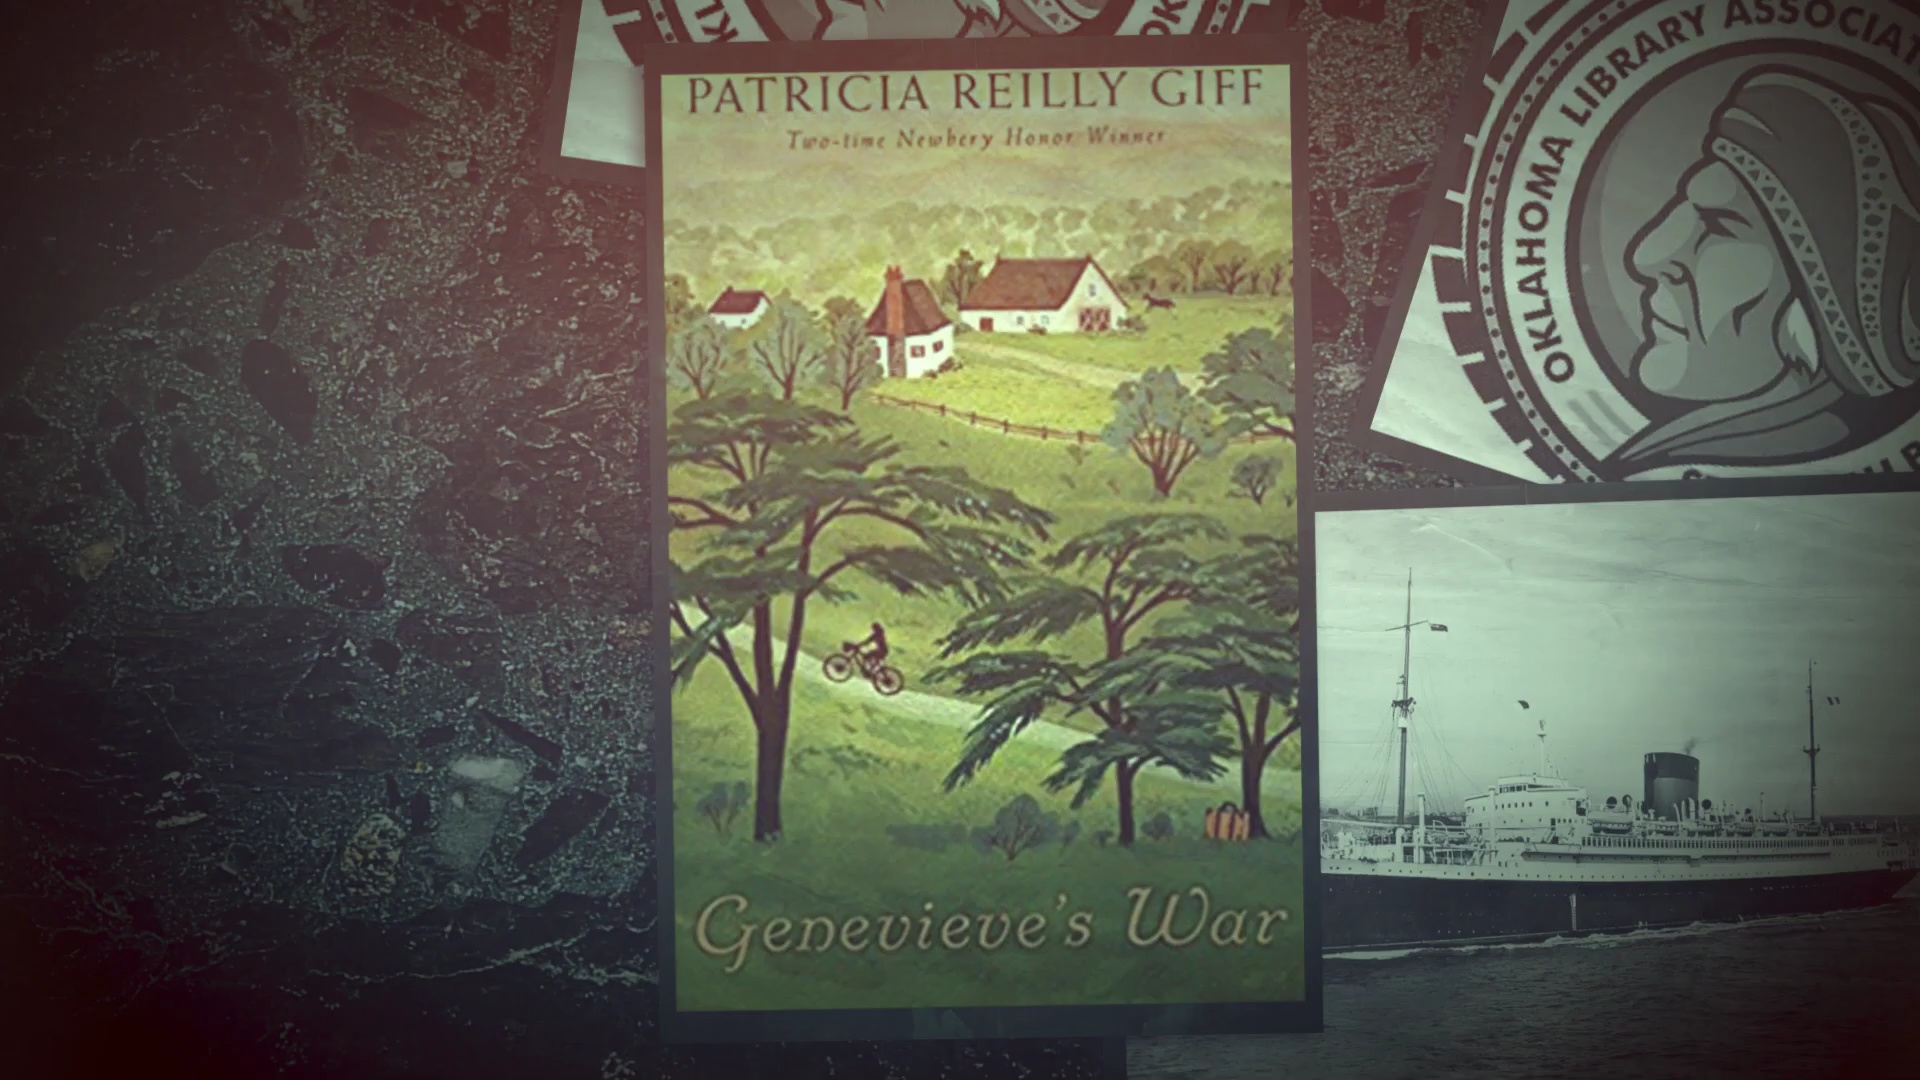 PATRICIA REILLY GIFF
Two-time Newbery Honor Winner
Genevieve's War
OKLAHOMA LIBRARY ASSOCIAT